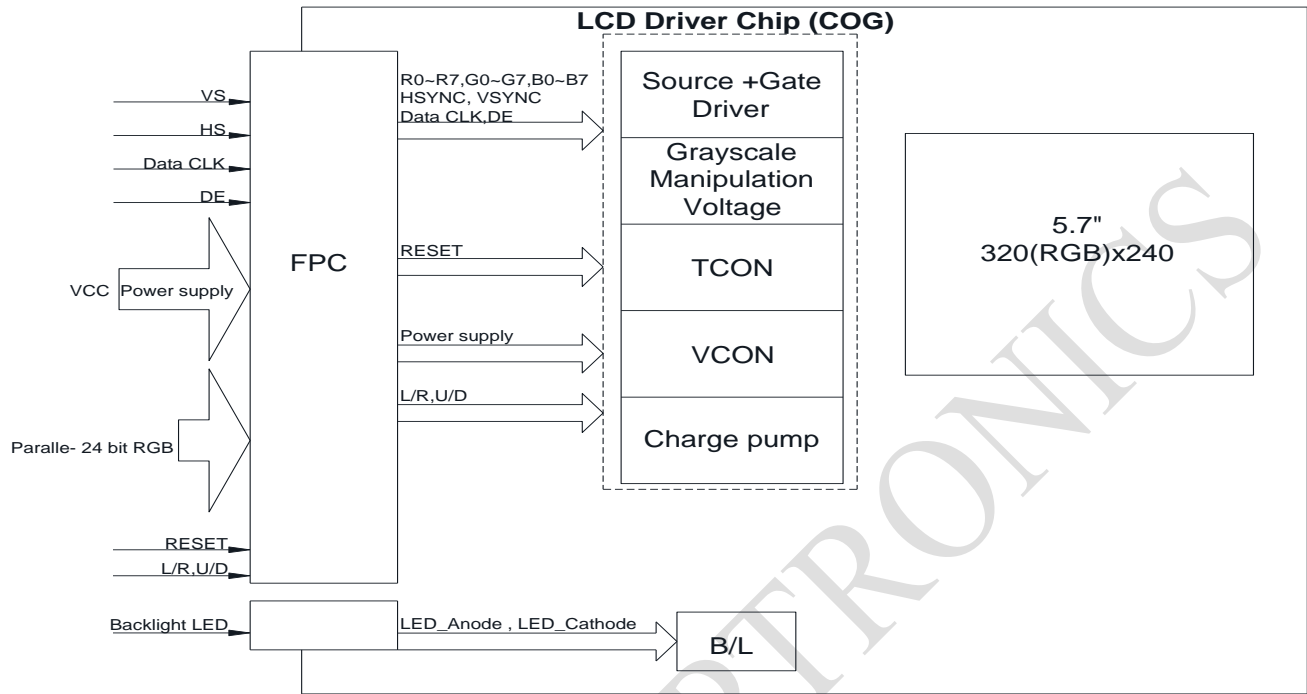 LCD Driver Chip (COG)
VS
HS
Data CLK
DE
VCC Power supply
Paralle- 24 bit RGB
RESET
L/R,U/D
Backlight LED
FPC
R0~R7,G0~G7,B0~B7
HSYNC, VSYNC
Data CLK,DE
RESET
Power supply
L/R,U/D
LED_Anode , LED_Cathode
Source +Gate
Driver
Grayscale
Manipulation
Voltage
TCON
VCON
Charge pump
B/L
5.7"
320(RGB)x240